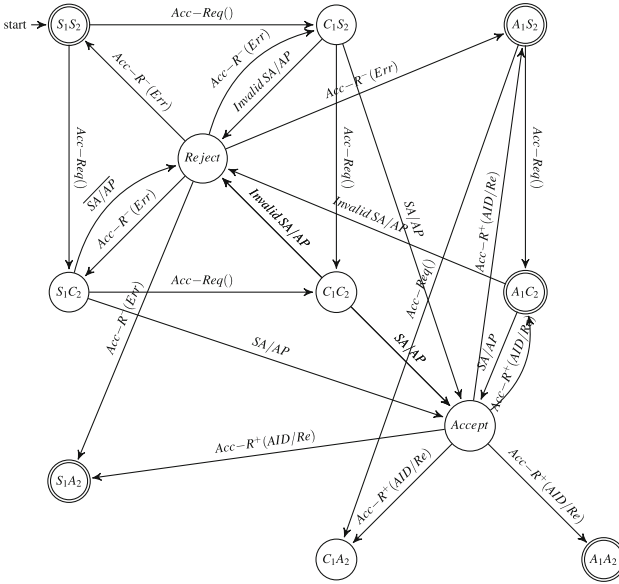 Acc−Req()
start S₁S₂ C₁S₂ A₁S₂
Acc−R⁻(Err)
Invalid SA/AP
Acc−R⁻(Err)
Acc−R⁻(Err)
Acc−Req()
Acc−Req()
Acc−Req()
Reject
S̅A̅/̅A̅P̅
Acc−R⁻(Err)
Invalid SA/AP
Invalid SA/AP
SA/AP
Acc−R⁺(AID/Re)
Acc−Req()
Acc−Req()
S₁C₂ C₁C₂ A₁C₂
Acc−R⁻(Err)
SA/AP
SA/AP
SA/AP
Acc−R⁺(AID/Re)
Accept
Acc−R⁺(AID/Re)
S₁A₂
Acc−R⁺(AID/Re)
Acc−R⁺(AID/Re)
C₁A₂ A₁A₂